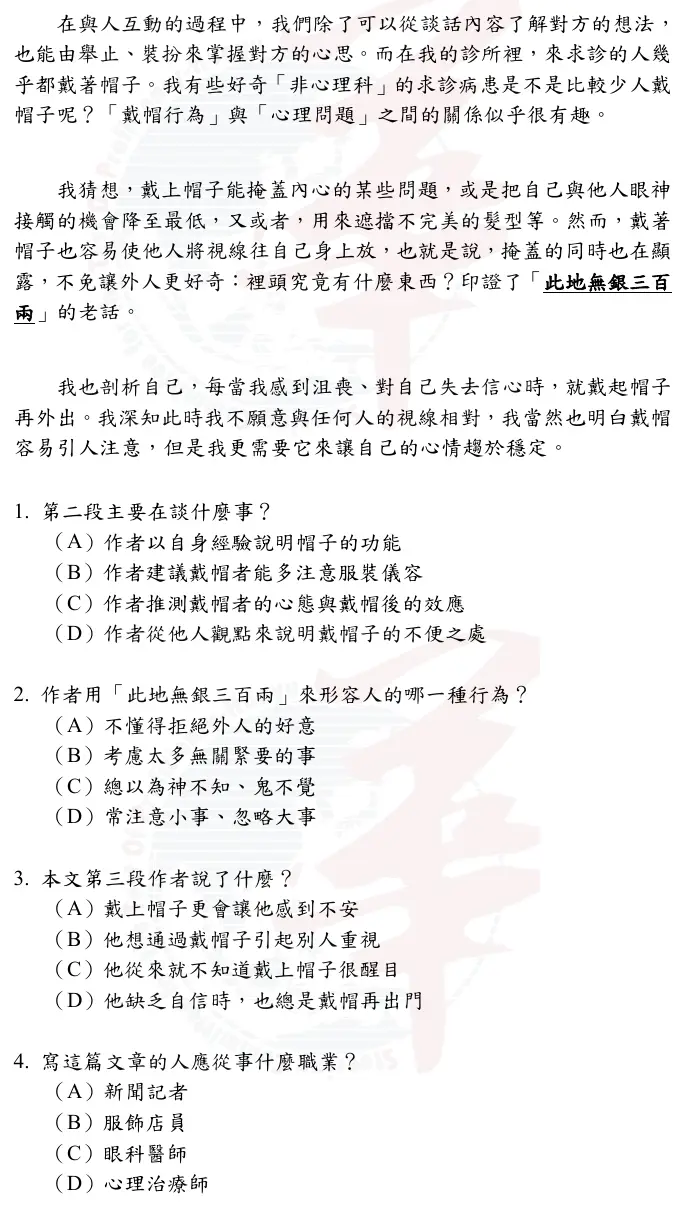 在與人互動的過程中，我們除了可以從談話內容了解對方的想法，
也能由舉止、裝扮來掌握對方的心思。而在我的診所裡，來求診的人幾
乎都戴著帽子。我有些好奇「非心理科」的求診病患是不是比較少人戴
帽子呢？「戴帽行為」與「心理問題」之間的關係似乎很有趣。
我猜想，戴上帽子能掩蓋內心的某些問題，或是把自己與他人眼神
接觸的機會降至最低，又或者，用來遮擋不完美的髮型等。然而，戴著
帽子也容易使他人將視線往自己身上放，也就是說，掩蓋的同時也在顯
露，不免讓外人更好奇：裡頭究竟有什麼東西？印證了「此地無銀三百
兩」的老話。
我也剖析自己，每當我感到沮喪、對自己失去信心時，就戴起帽子
再外出。我深知此時我不願意與任何人的視線相對，我當然也明白戴帽
容易引人注意，但是我更需要它來讓自己的心情趨於穩定。
1. 第二段主要在談什麼事？
（A）作者以自身經驗說明帽子的功能
（B）作者建議戴帽者能多注意服裝儀容
（C）作者推測戴帽者的心態與戴帽後的效應
（D）作者從他人觀點來說明戴帽子的不便之處
2. 作者用「此地無銀三百兩」來形容人的哪一種行為？
（A）不懂得拒絕外人的好意
（B）考慮太多無關緊要的事
（C）總以為神不知、鬼不覺
（D）常注意小事、忽略大事
3. 本文第三段作者說了什麼？
（A）戴上帽子更會讓他感到不安
（B）他想通過戴帽子引起別人重視
（C）他從來就不知道戴上帽子很醒目
（D）他缺乏自信時，也總是戴帽再出門
4. 寫這篇文章的人應從事什麼職業？
（A）新聞記者
（B）服飾店員
（C）眼科醫師
（D）心理治療師